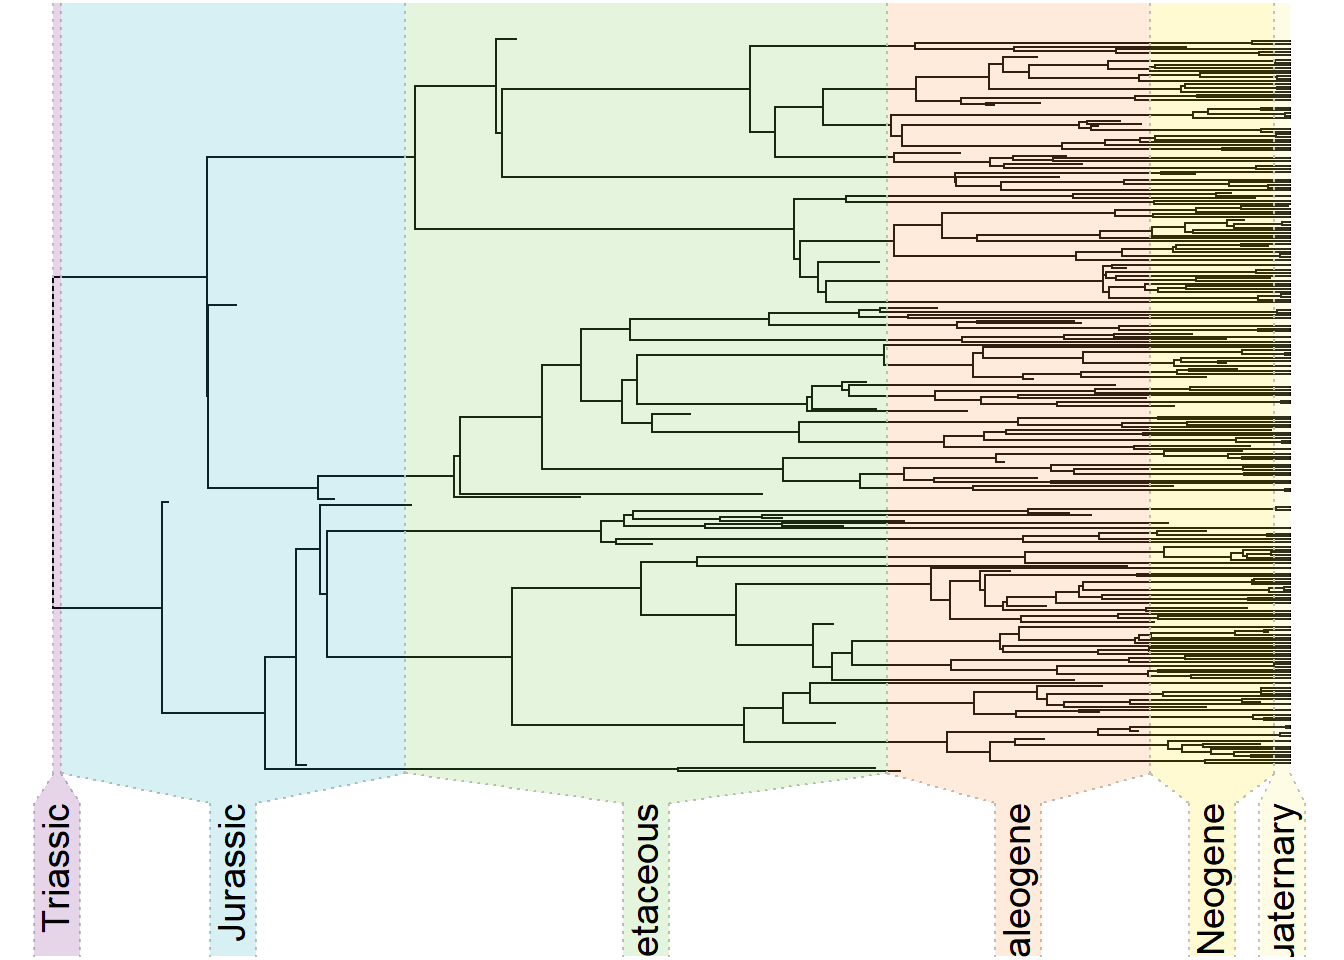 Triassic
Jurassic
etaceous
aleogene
Neogene
uaternary